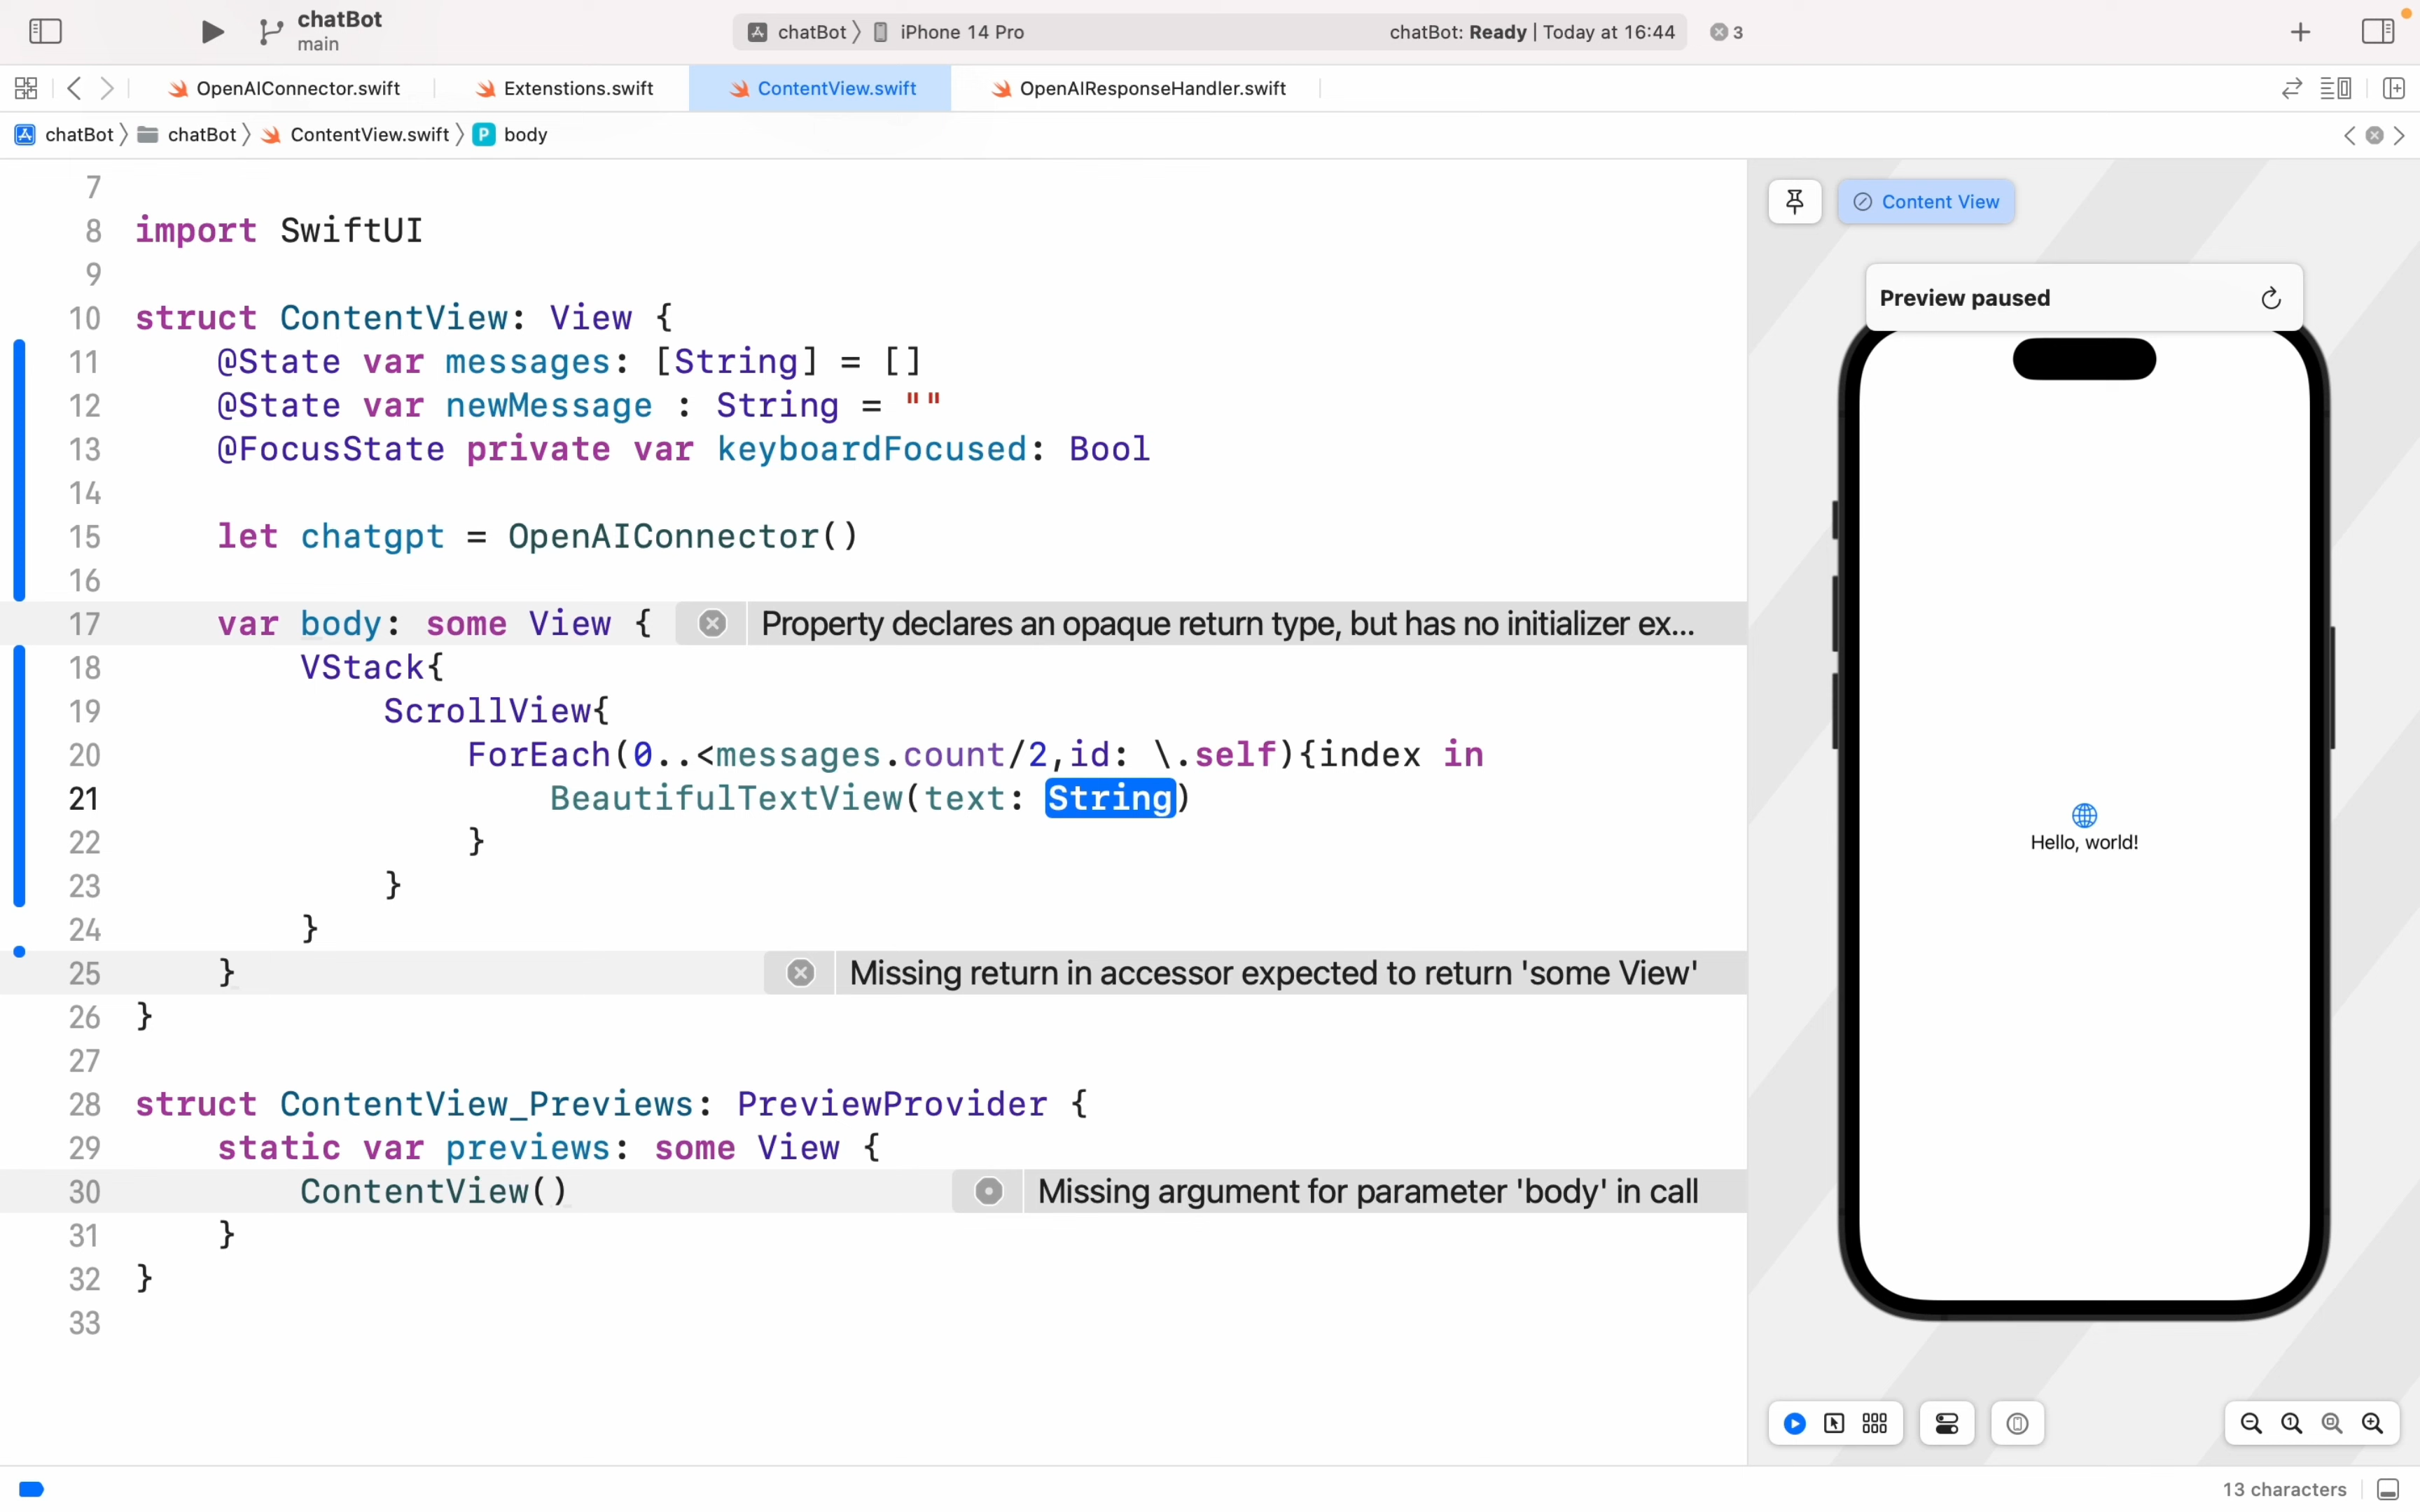 chatBot
main
chatBot 〉 iPhone 14 Pro
chatBot: Ready | Today at 16:44
3
OpenAIConnector.swift
Extenstions.swift
ContentView.swift
OpenAIResponseHandler.swift
chatBot 〉 chatBot 〉 ContentView.swift 〉 P body
7
8 import SwiftUI
9
10 struct ContentView: View {
11 @State var messages: [String] = []
12 @State var newMessage : String = ""
13 @FocusState private var keyboardFocused: Bool
14
15 let chatgpt = OpenAIConnector()
16
17 var body: some View { Property declares an opaque return type, but has no initializer ex...
18 VStack{
19 ScrollView{
20 ForEach(0..<messages.count/2,id: \.self){index in
21 BeautifulTextView(text: String)
22 }
23 }
24 }
25 } Missing return in accessor expected to return 'some View'
26 }
27
28 struct ContentView_Previews: PreviewProvider {
29 static var previews: some View {
30 ContentView() Missing argument for parameter 'body' in call
31 }
32 }
33
Content View
Preview paused
Hello, world!
13 characters